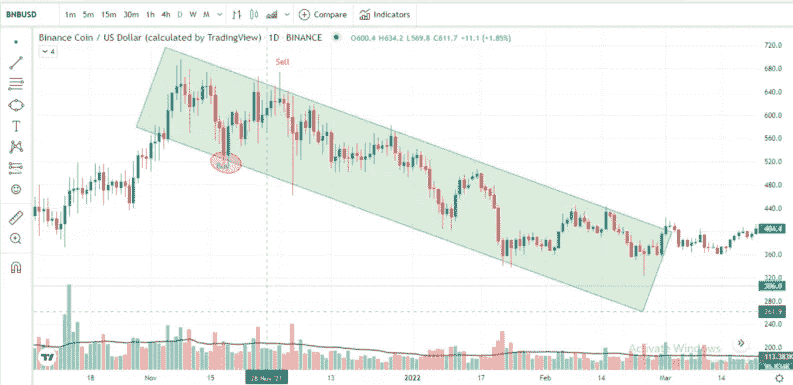 BNBUSD 1m 5m 15m 30m 1h 4h D W M Compare Indicators
Binance Coin / US Dollar (calculated by TradingView) · 1D · BINANCE O600.4 H634.2 L569.8 C611.7 +11.1 (+1.85%)
4
Sell
720.0
680.0
640.0
600.0
560.0
520.0
480.0
440.0
404.4
360.0
320.0
306.0
280.0
261.9
240.0
200.0
Activate Windows
113.383K
18 Nov 15 28 Nov '21 13 2022 17 Feb 14 Mar 14